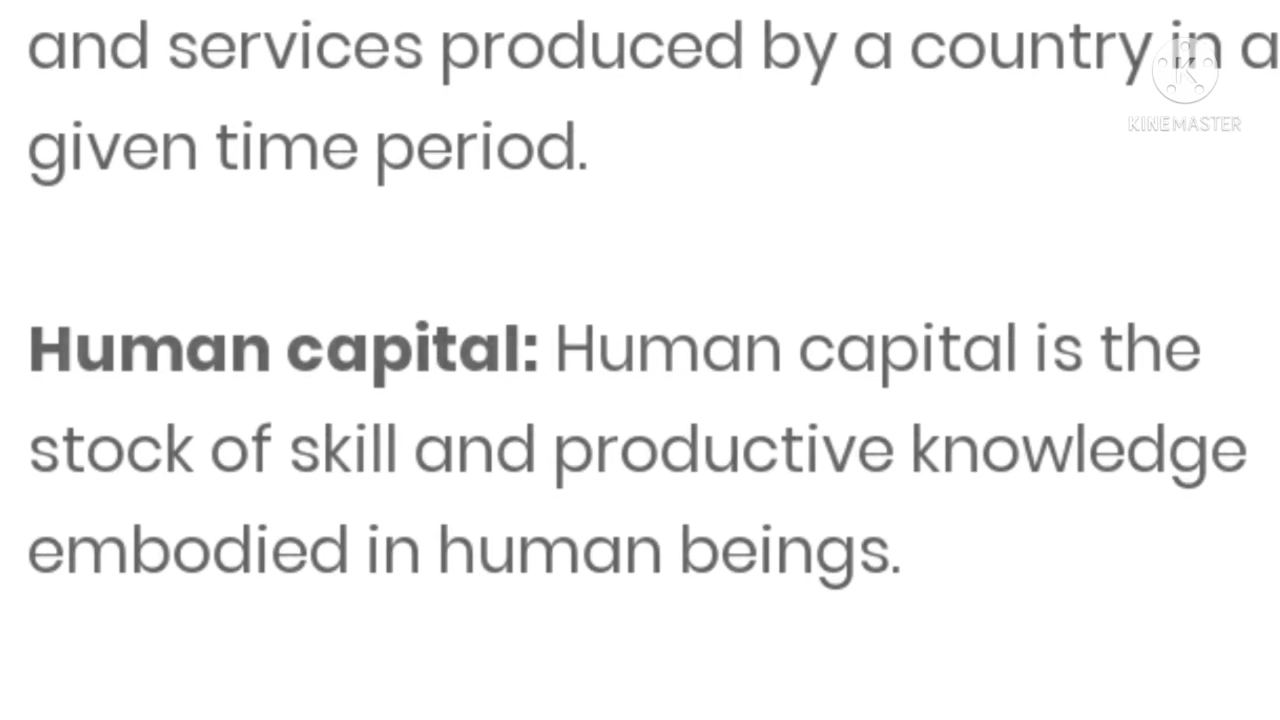 and services produced by a country in a
given time period.
Human capital: Human capital is the
stock of skill and productive knowledge
embodied in human beings.
KINEMASTER